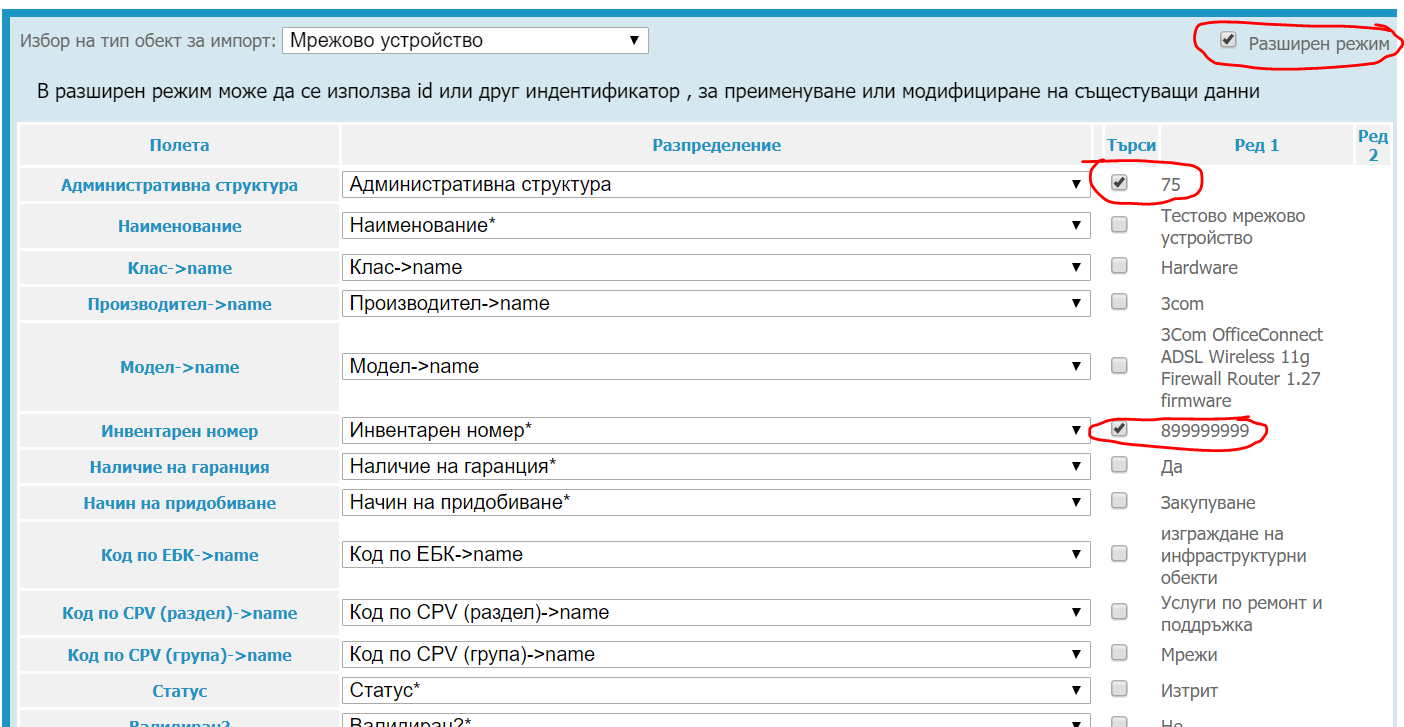 Избор на тип обект за импорт: Мрежово устройство Разширен режим
В разширен режим може да се използва id или друг индентификатор , за преименуване или модифициране на същестуващи данни
Полета Разпределение Търси Ред 1 Ред 2
Административна структура Административна структура 75
Наименование Наименование* Тестово мрежово устройство
Клас->name Клас->name Hardware
Производител->name Производител->name 3com
Модел->name Модел->name 3Com OfficeConnect ADSL Wireless 11g Firewall Router 1.27 firmware
Инвентарен номер Инвентарен номер* 899999999
Наличие на гаранция Наличие на гаранция* Да
Начин на придобиване Начин на придобиване* Закупуване
Код по ЕБК->name Код по ЕБК->name изграждане на инфраструктурни обекти
Код по CPV (раздел)->name Код по CPV (раздел)->name Услуги по ремонт и поддръжка
Код по CPV (група)->name Код по CPV (група)->name Мрежи
Статус Статус* Изтрит
Валидиран? Валидиран?* Не